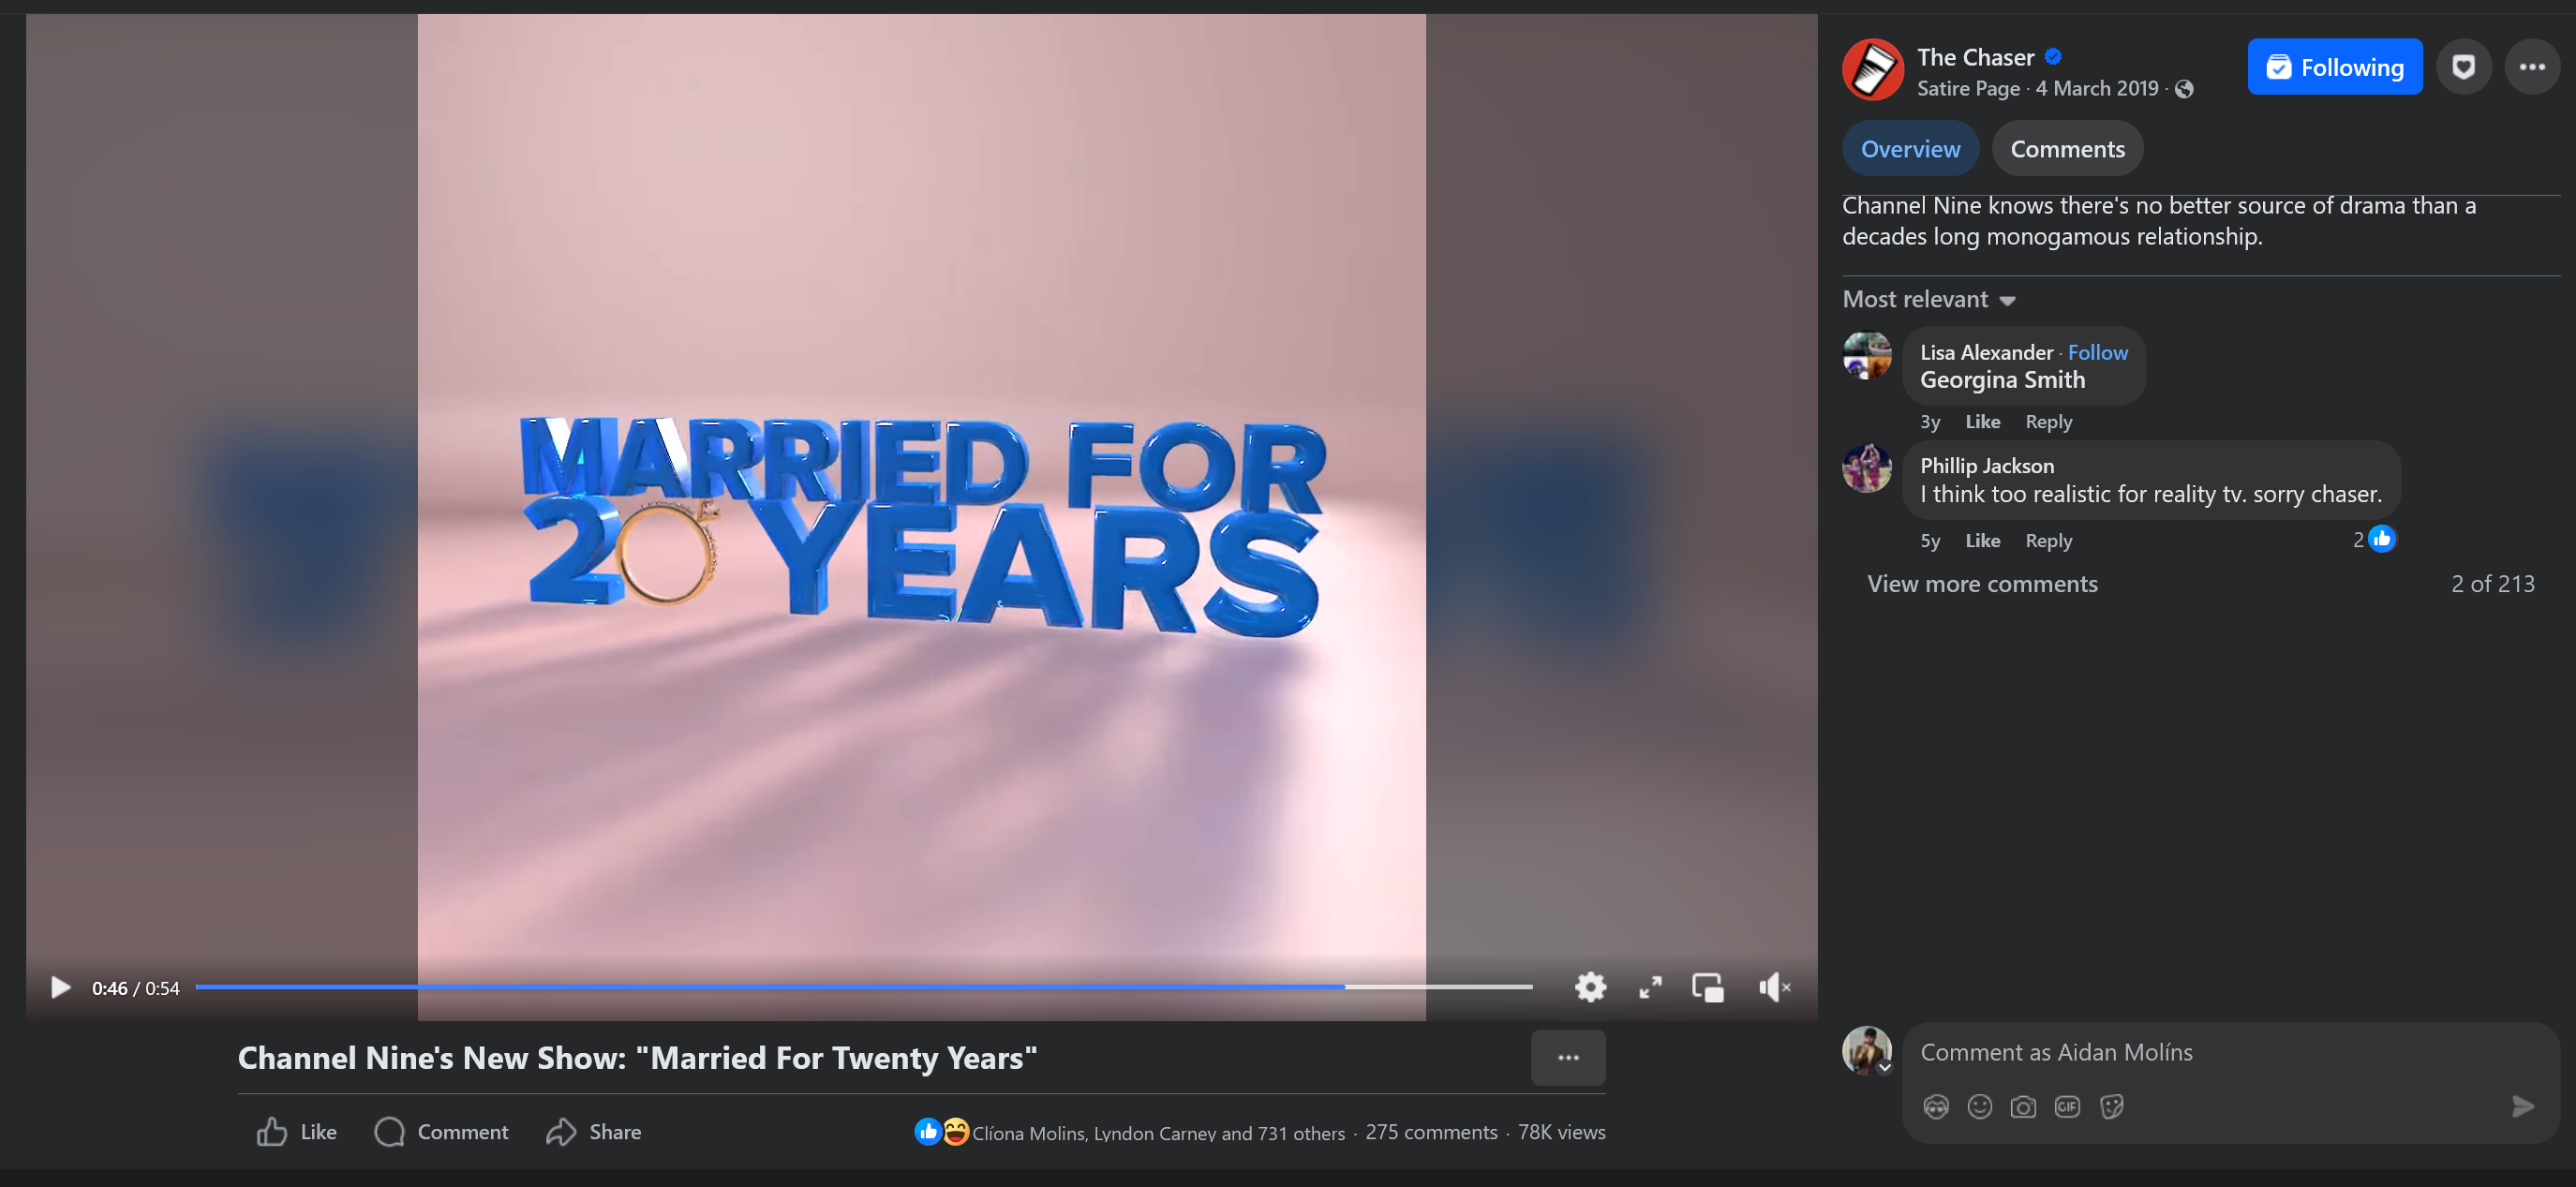 MARRIED FOR
20 YEARS
0:46 / 0:54
Channel Nine's New Show: "Married For Twenty Years"
Like
Comment
Share
Clíona Molins, Lyndon Carney and 731 others · 275 comments · 78K views
The Chaser
Satire Page · 4 March 2019 ·
Following
Overview
Comments
Channel Nine knows there's no better source of drama than a
decades long monogamous relationship.
Most relevant
Lisa Alexander · Follow
Georgina Smith
3y Like Reply
Phillip Jackson
I think too realistic for reality tv. sorry chaser.
5y Like Reply 2
View more comments 2 of 213
Comment as Aidan Molíns
GIF